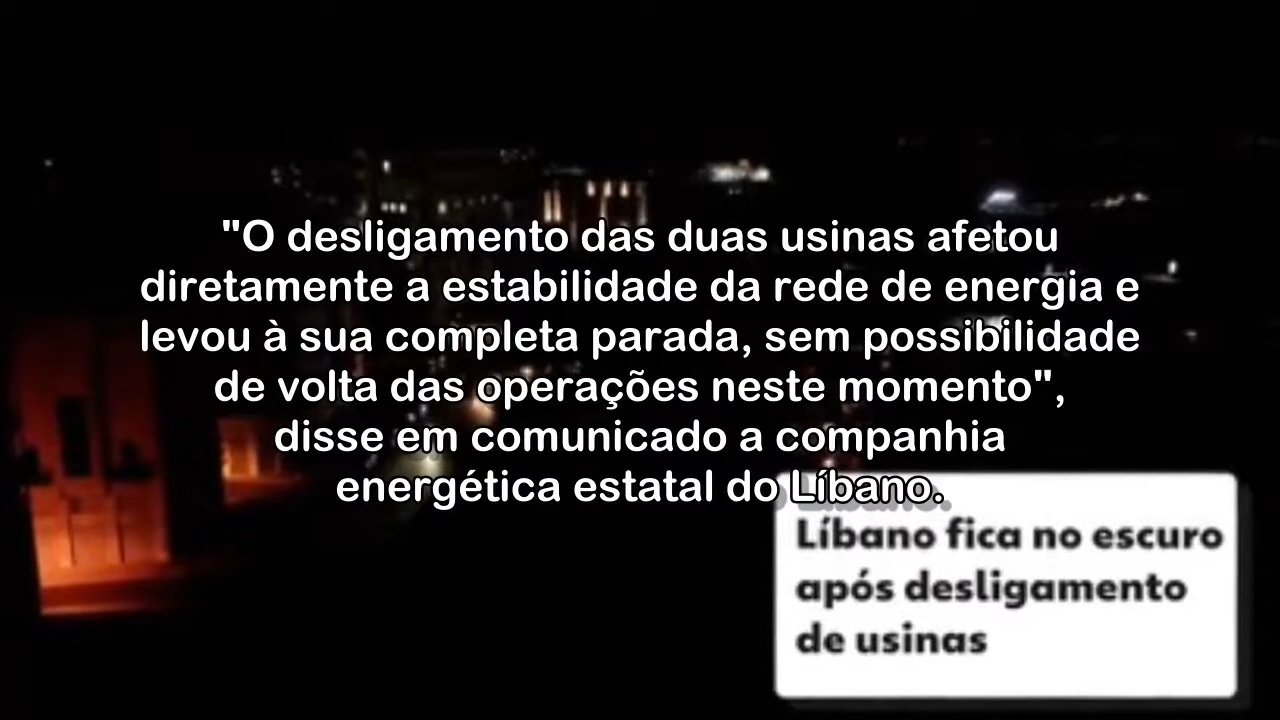 "O desligamento das duas usinas afetou
diretamente a estabilidade da rede de energia e
levou à sua completa parada, sem possibilidade
de volta das operações neste momento",
disse em comunicado a companhia
energética estatal do Líbano.
Líbano fica no escuro
após desligamento
de usinas